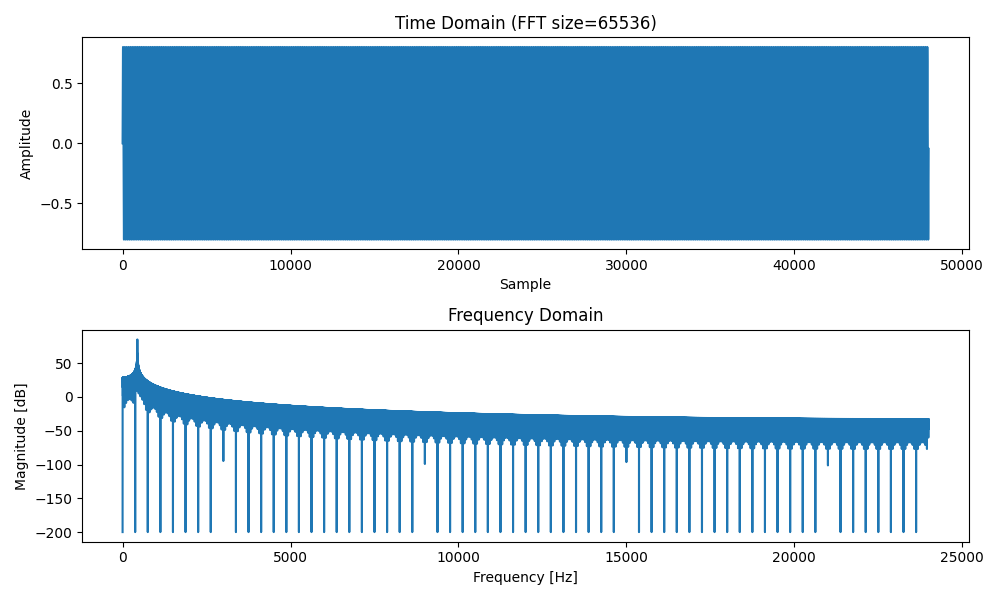 Time Domain (FFT size=65536)
0.5
0.0
−0.5
Amplitude
0 10000 20000 30000 40000 50000
Sample
Frequency Domain
50
0
−50
−100
−150
−200
Magnitude [dB]
0 5000 10000 15000 20000 25000
Frequency [Hz]